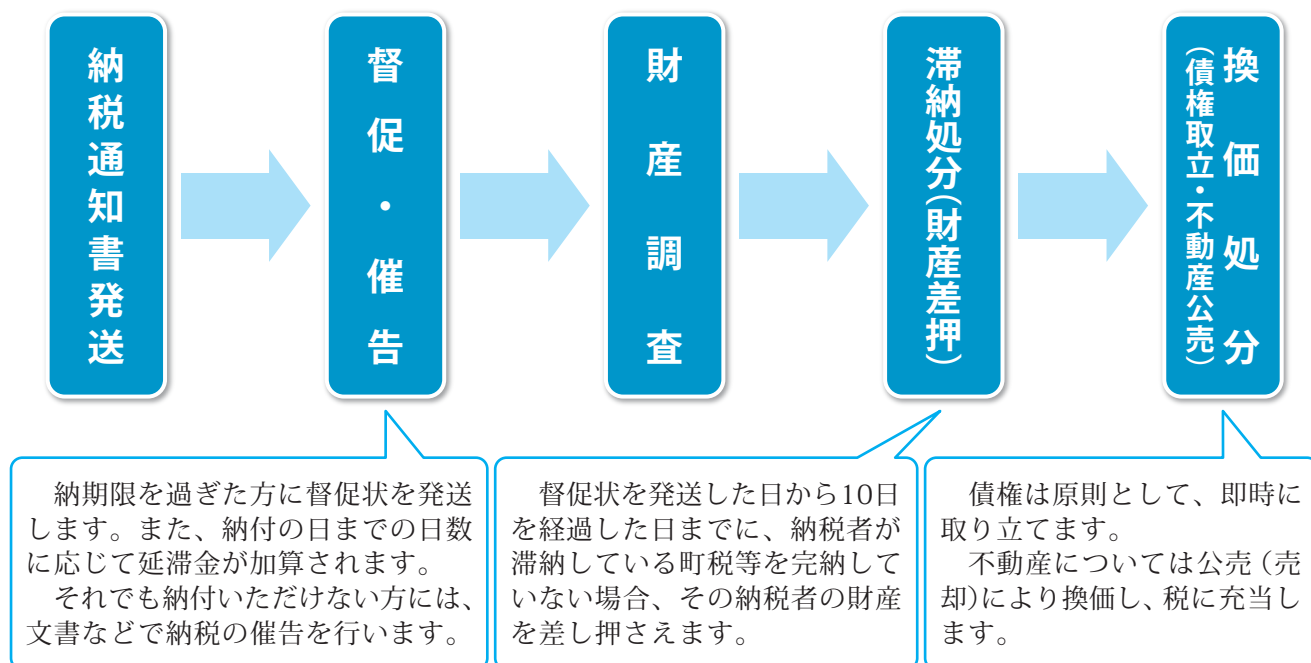 納税通知書発送
督促・催告
財産調査
滞納処分(財産差押)
換価処分
(債権取立・不動産公売)
納期限を過ぎた方に督促状を発送
します。また、納付の日までの日数
に応じて延滞金が加算されます。
それでも納付いただけない方には、
文書などで納税の催告を行います。
督促状を発送した日から10日
を経過した日までに、納税者が
滞納している町税等を完納して
いない場合、その納税者の財産
を差し押さえます。
債権は原則として、即時に
取り立てます。
不動産については公売(売
却)により換価し、税に充当し
ます。